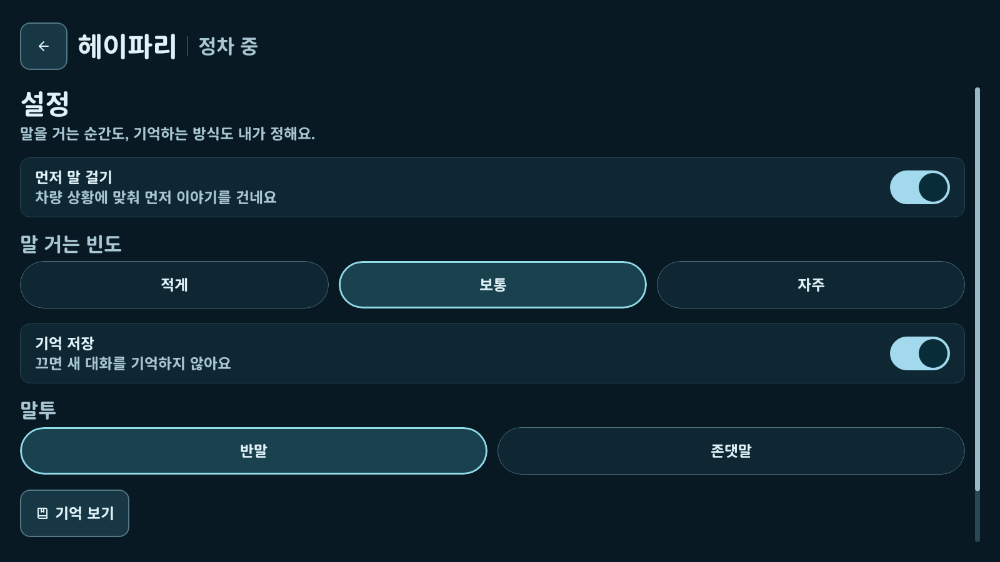 헤이파리
정차 중
설정
말을 거는 순간도, 기억하는 방식도 내가 정해요.
먼저 말 걸기
차량 상황에 맞춰 먼저 이야기를 건네요
말 거는 빈도
적게
보통
자주
기억 저장
끄면 새 대화를 기억하지 않아요
말투
반말
존댓말
기억 보기